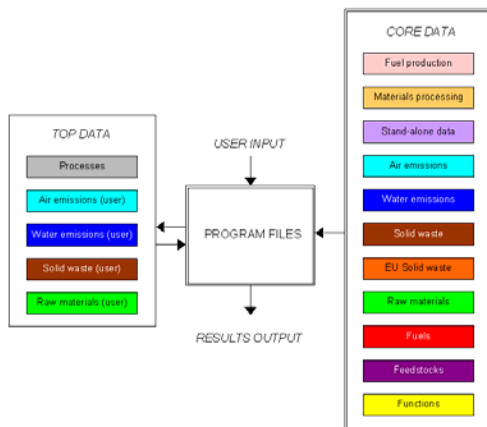 CORE DATA
Fuel production
Materials processing
Stand-alone data
Air emissions
Water emissions
Solid waste
EU Solid waste
Raw materials
Fuels
Feedstocks
Functions
TOP DATA
Processes
Air emissions (user)
Water emissions (user)
Solid waste (user)
Raw materials (user)
USER INPUT
PROGRAM FILES
RESULTS OUTPUT